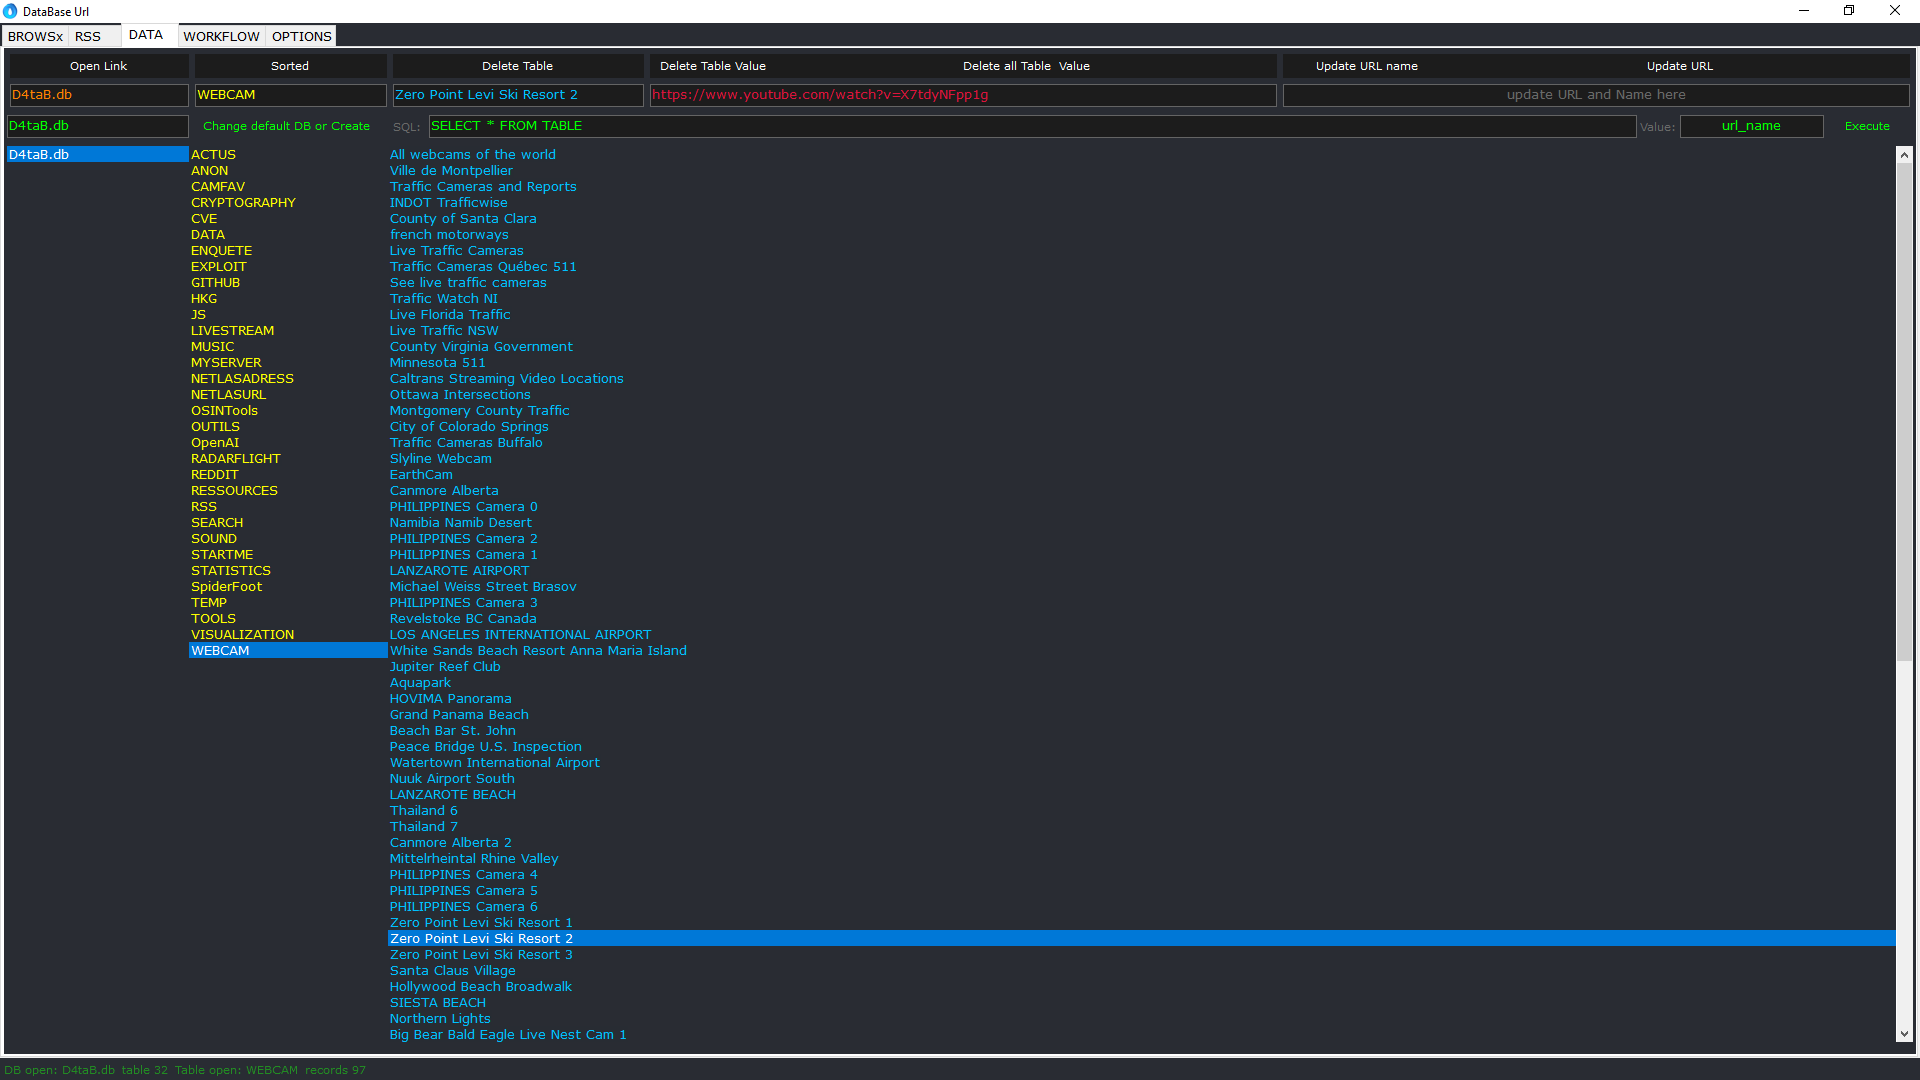 DataBase Url
BROWSx RSS DATA WORKFLOW OPTIONS
Open Link Sorted Delete Table Delete Table Value Delete all Table Value Update URL name Update URL
D4taB.db WEBCAM Zero Point Levi Ski Resort 2 https://www.youtube.com/watch?v=X7tdyNFpp1g update URL and Name here
D4taB.db Change default DB or Create SQL: SELECT * FROM TABLE Value: url_name Execute
D4taB.db
ACTUS
ANON
CAMFAV
CRYPTOGRAPHY
CVE
DATA
ENQUETE
EXPLOIT
GITHUB
HKG
JS
LIVESTREAM
MUSIC
MYSERVER
NETLASADRESS
NETLASURL
OSINTools
OUTILS
OpenAI
RADARFLIGHT
REDDIT
RESSOURCES
RSS
SEARCH
SOUND
STARTME
STATISTICS
SpiderFoot
TEMP
TOOLS
VISUALIZATION
WEBCAM
All webcams of the world
Ville de Montpellier
Traffic Cameras and Reports
INDOT Trafficwise
County of Santa Clara
french motorways
Live Traffic Cameras
Traffic Cameras Québec 511
See live traffic cameras
Traffic Watch NI
Live Florida Traffic
Live Traffic NSW
County Virginia Government
Minnesota 511
Caltrans Streaming Video Locations
Ottawa Intersections
Montgomery County Traffic
City of Colorado Springs
Traffic Cameras Buffalo
Slyline Webcam
EarthCam
Canmore Alberta
PHILIPPINES Camera 0
Namibia Namib Desert
PHILIPPINES Camera 2
PHILIPPINES Camera 1
LANZAROTE AIRPORT
Michael Weiss Street Brasov
PHILIPPINES Camera 3
Revelstoke BC Canada
LOS ANGELES INTERNATIONAL AIRPORT
White Sands Beach Resort Anna Maria Island
Jupiter Reef Club
Aquapark
HOVIMA Panorama
Grand Panama Beach
Beach Bar St. John
Peace Bridge U.S. Inspection
Watertown International Airport
Nuuk Airport South
LANZAROTE BEACH
Thailand 6
Thailand 7
Canmore Alberta 2
Mittelrheintal Rhine Valley
PHILIPPINES Camera 4
PHILIPPINES Camera 5
PHILIPPINES Camera 6
Zero Point Levi Ski Resort 1
Zero Point Levi Ski Resort 2
Zero Point Levi Ski Resort 3
Santa Claus Village
Hollywood Beach Broadwalk
SIESTA BEACH
Northern Lights
Big Bear Bald Eagle Live Nest Cam 1
DB open: D4taB.db table 32 Table open: WEBCAM records 97